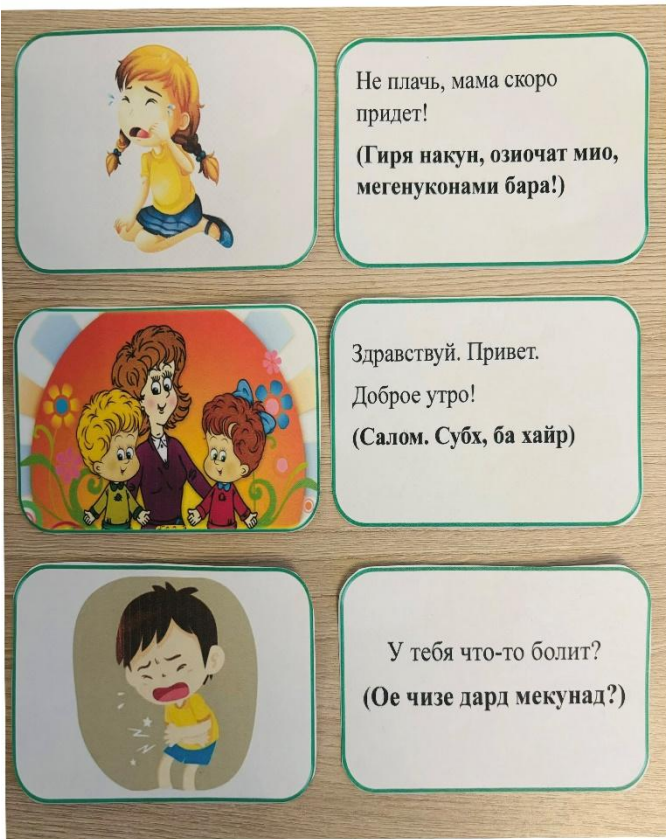 Не плачь, мама скоро
придет!
(Гиря накун, озиочат мио,
мегенуконами бара!)
Здравствуй. Привет.
Доброе утро!
(Салом. Субх, ба хайр)
У тебя что-то болит?
(Ое чизе дард мекунад?)